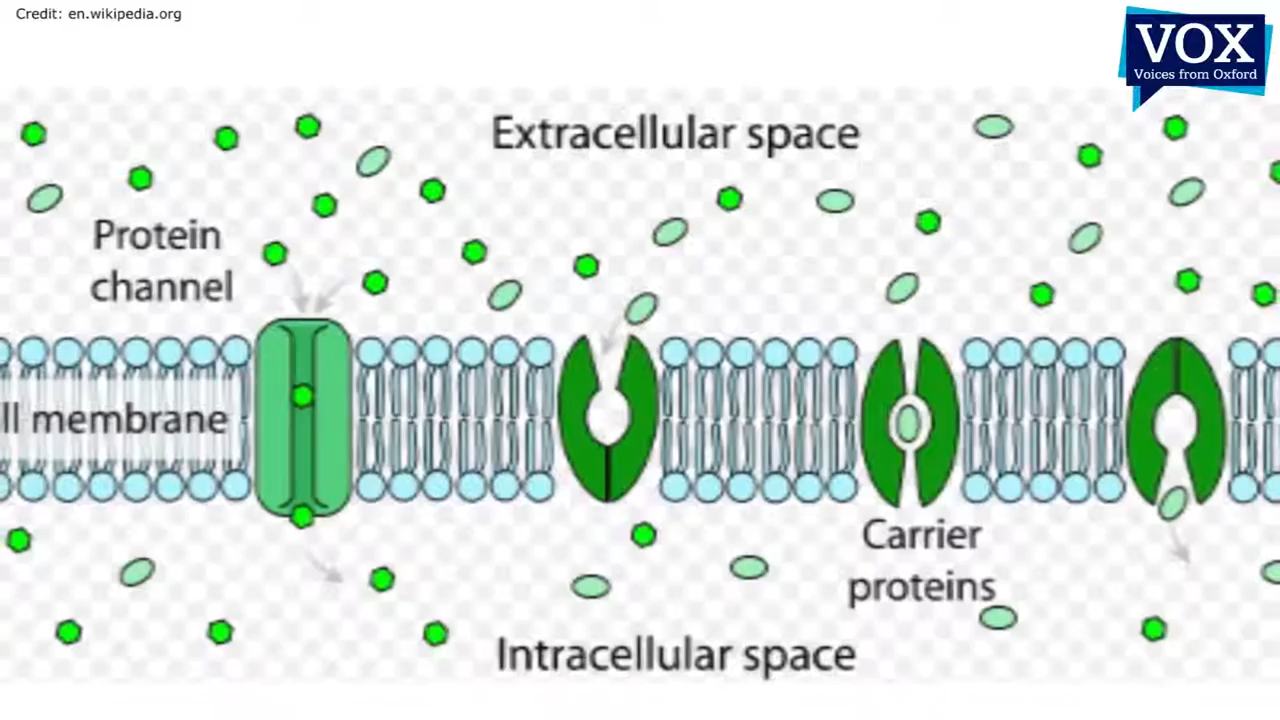 Credit: en.wikipedia.org
VOX
Voices from Oxford
Extracellular space
Protein
channel
ll membrane
Carrier
proteins
Intracellular space